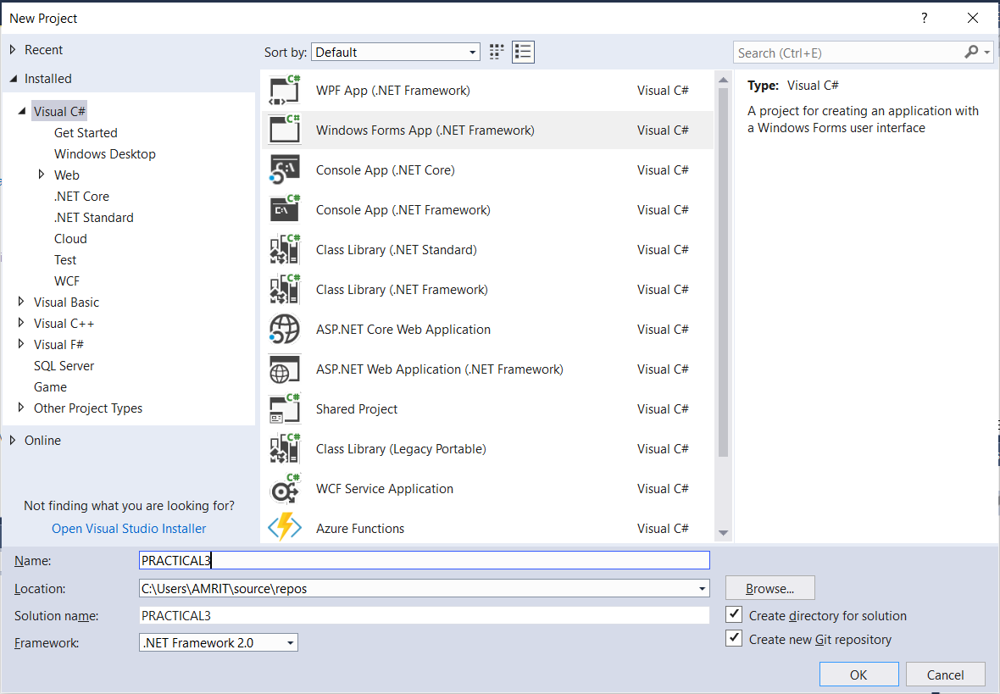 New Project
?
Recent
Installed
Visual C#
Get Started
Windows Desktop
Web
.NET Core
.NET Standard
Cloud
Test
WCF
Visual Basic
Visual C++
Visual F#
SQL Server
Game
Other Project Types
Online
Not finding what you are looking for?
Open Visual Studio Installer
Sort by: Default
WPF App (.NET Framework) Visual C#
Windows Forms App (.NET Framework) Visual C#
Console App (.NET Core) Visual C#
Console App (.NET Framework) Visual C#
Class Library (.NET Standard) Visual C#
Class Library (.NET Framework) Visual C#
ASP.NET Core Web Application Visual C#
ASP.NET Web Application (.NET Framework) Visual C#
Shared Project Visual C#
Class Library (Legacy Portable) Visual C#
WCF Service Application Visual C#
Azure Functions Visual C#
Search (Ctrl+E)
Type: Visual C#
A project for creating an application with
a Windows Forms user interface
Name: PRACTICAL3
Location: C:\Users\AMRIT\source\repos
Browse...
Solution name: PRACTICAL3
Create directory for solution
Framework: .NET Framework 2.0
Create new Git repository
OK
Cancel